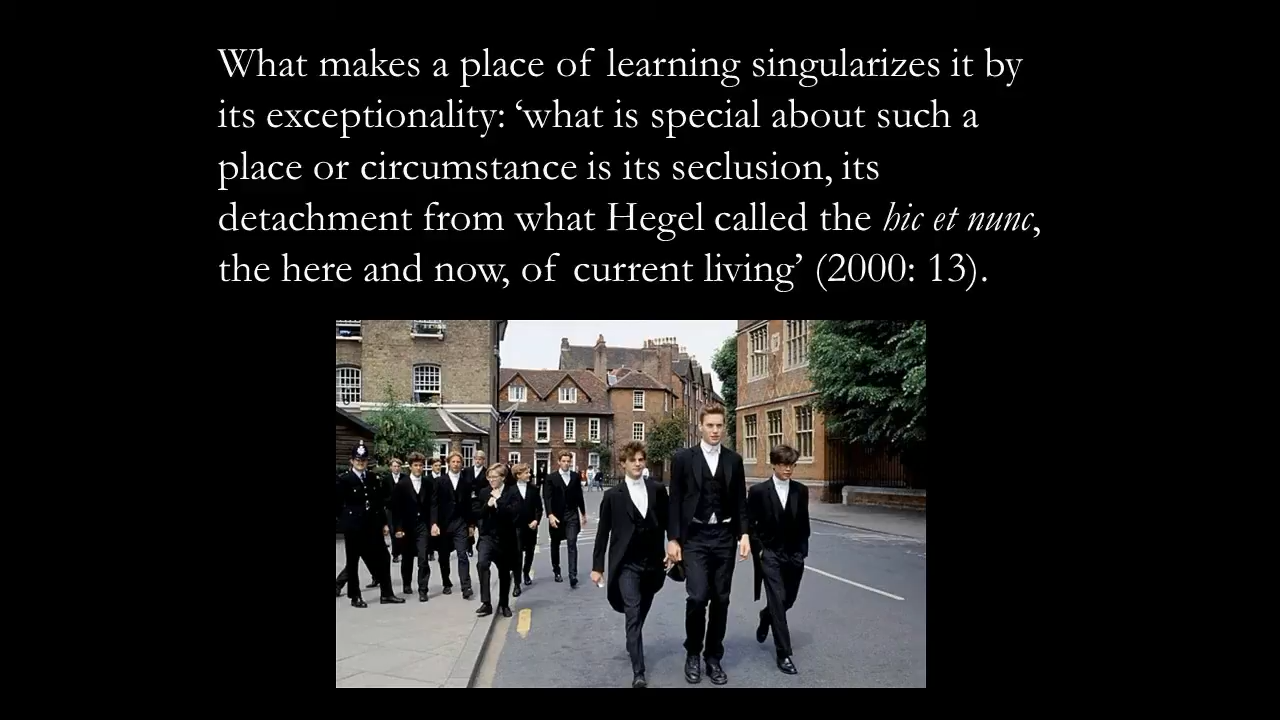 What makes a place of learning singularizes it by
its exceptionality: ‘what is special about such a
place or circumstance is its seclusion, its
detachment from what Hegel called the hic et nunc,
the here and now, of current living’ (2000: 13).